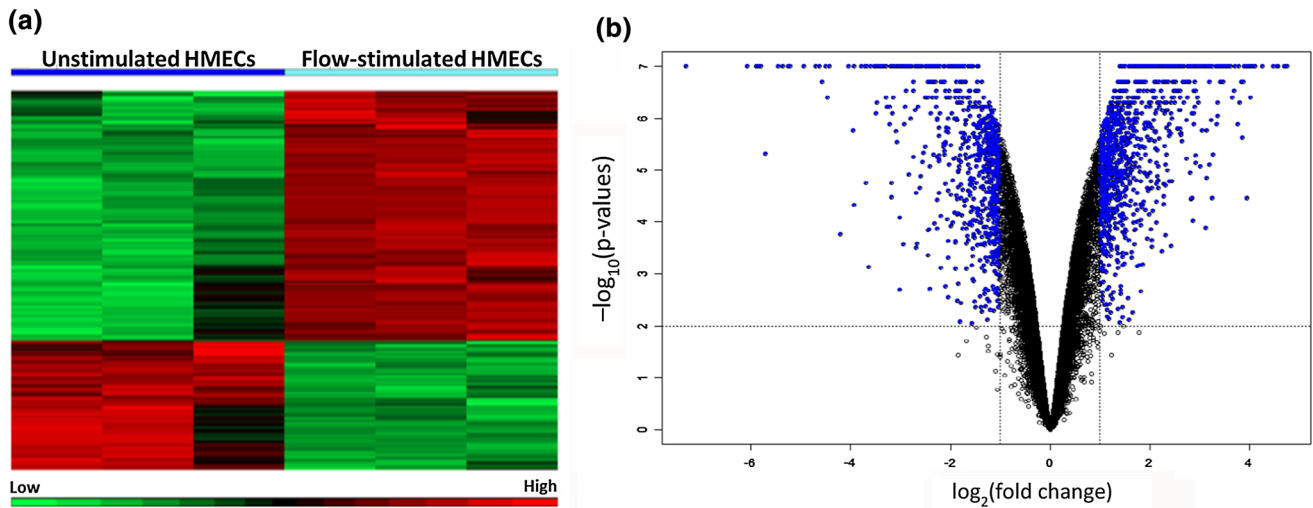 (a)
Unstimulated HMECs Flow-stimulated HMECs
Low High
(b)
−log10(p-values)
7
6
5
4
3
2
1
0
-6 -4 -2 0 2 4
log2(fold change)